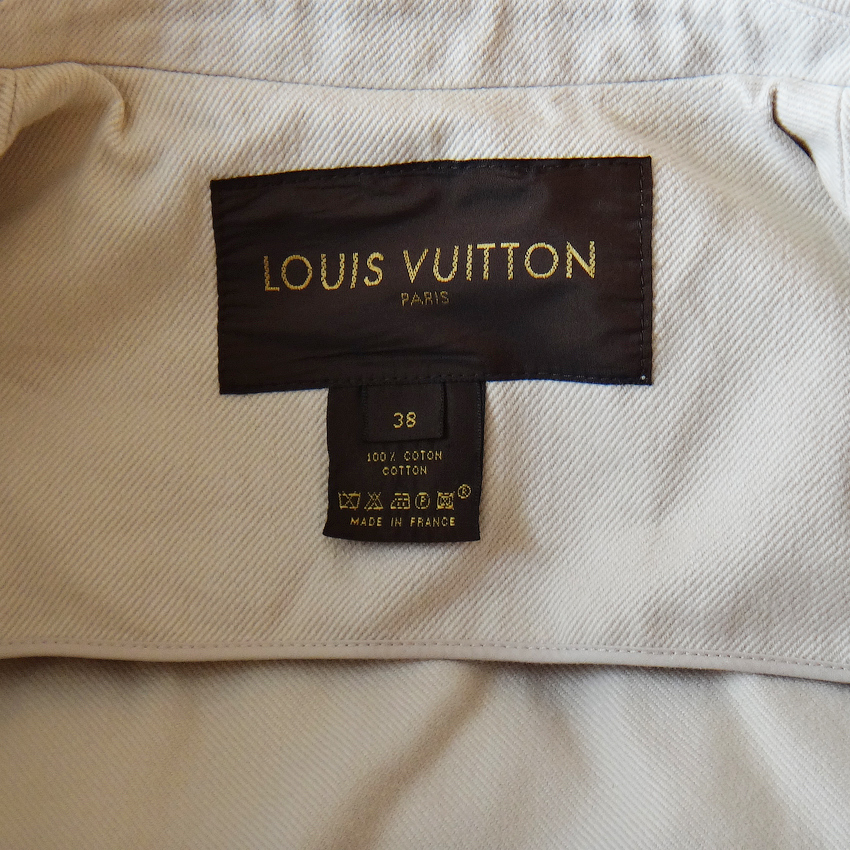 LOUIS VUITTON
PARIS
38
100% COTON
COTTON
P ®
MADE IN FRANCE